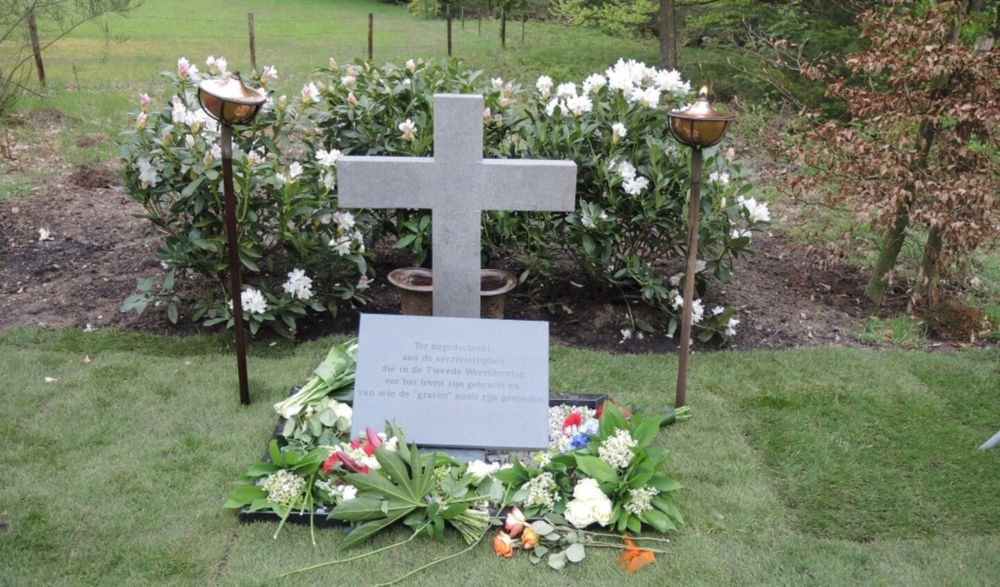 Ter nagedachtenis
aan de verzetsstrijders
die in de Tweede Wereldoorlog
om het leven zijn gebracht en
van wie de "graven" nooit zijn gevonden.